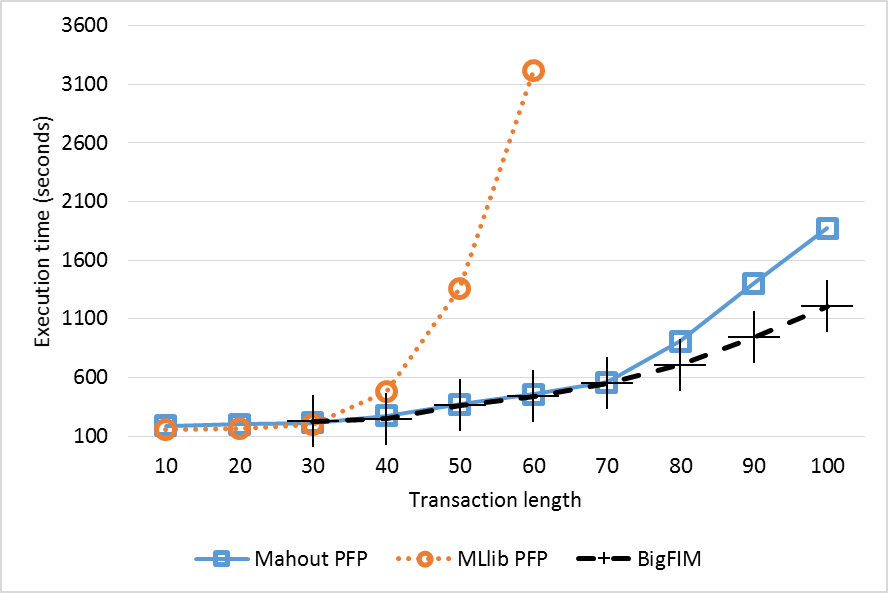 3600
3100
2600
2100
1600
1100
600
100
Execution time (seconds)
10 20 30 40 50 60 70 80 90 100
Transaction length
Mahout PFP MLlib PFP BigFIM